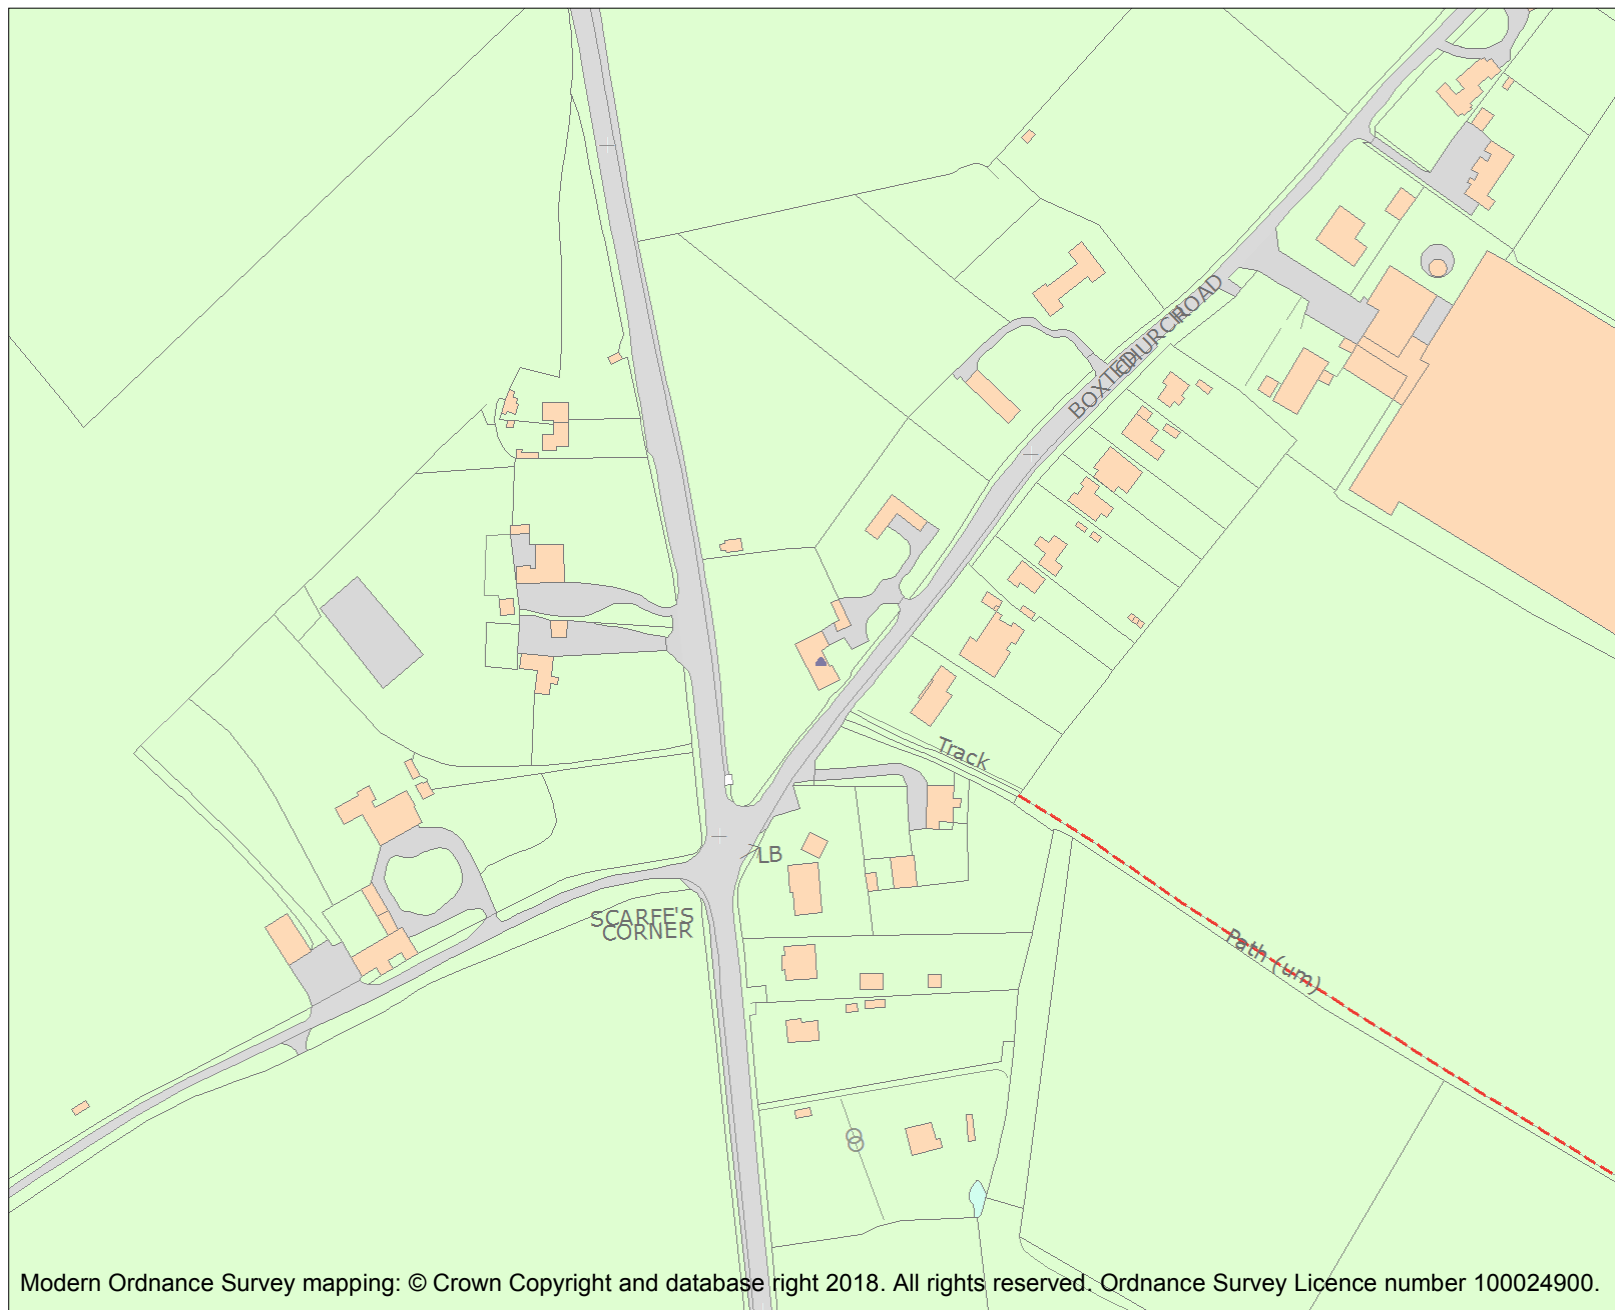 BOXTED CHURCH ROAD
Track
LB
SCARFE'S
CORNER
Path (um)
Modern Ordnance Survey mapping: © Crown Copyright and database right 2018. All rights reserved. Ordnance Survey Licence number 100024900.